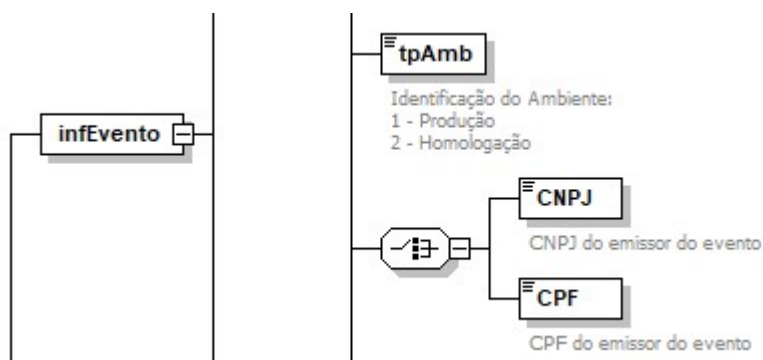 tpAmb
Identificação do Ambiente:
1 - Produção
2 - Homologação
infEvento
CNPJ
CNPJ do emissor do evento
CPF
CPF do emissor do evento